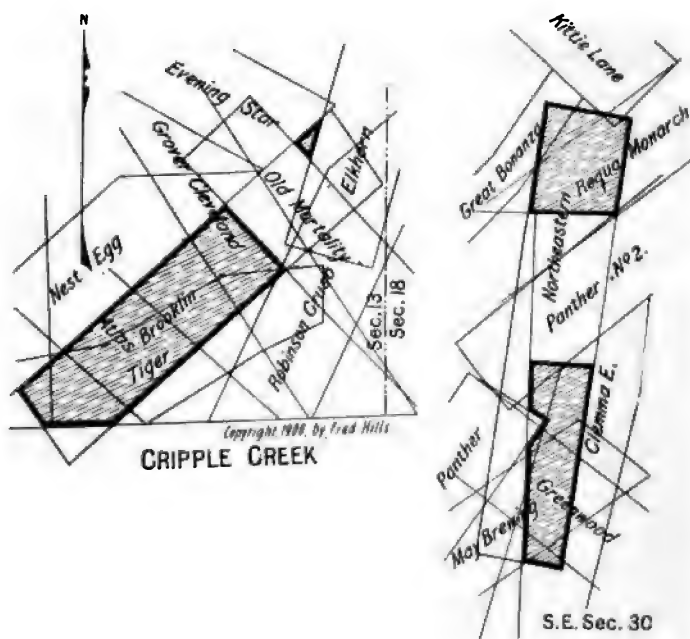 N
Evening Star
Grover Cleveland
Old Mortality
Elkhorn
Nest Egg
Atlas Brooklin
Tiger
Robinson Crusoe
Sec. 13
Sec. 18
Copyright 1900, by Fred Hills
CRIPPLE CREEK
Kittie Lane
Great Bonanza
Requa Monarch
Northeastern
Panther No 2.
Clemma E.
Panther
Greenwood
May Brewing
S.E. Sec. 30